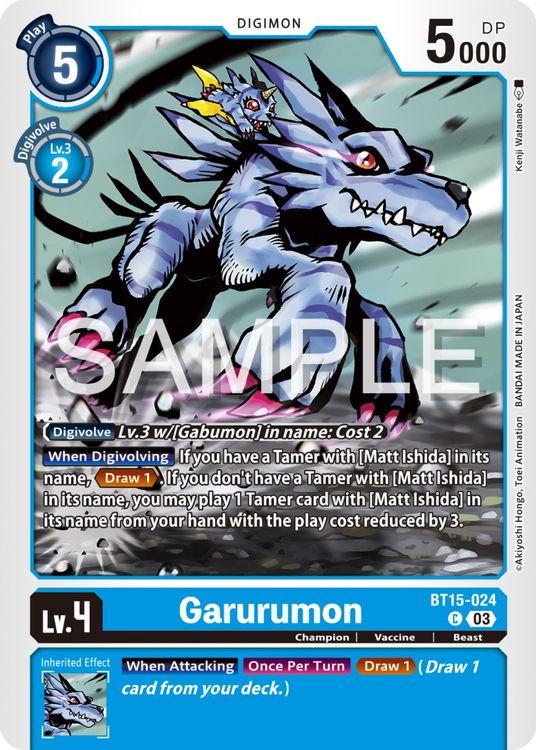 DIGIMON
Play
5
DP
5000
Digivolve
Lv.3
2
Kenji Watanabe
SAMPLE
©Akiyoshi Hongo, Toei Animation BANDAI MADE IN JAPAN
Digivolve Lv.3 w/[Gabumon] in name: Cost 2
When Digivolving If you have a Tamer with [Matt Ishida] in its
name, Draw 1. If you don't have a Tamer with [Matt Ishida]
in its name, you may play 1 Tamer card with [Matt Ishida] in
its name from your hand with the play cost reduced by 3.
Lv.4
Garurumon
BT15-024
C 03
Champion | Vaccine | Beast
Inherited Effect
When Attacking Once Per Turn Draw 1 (Draw 1
card from your deck.)